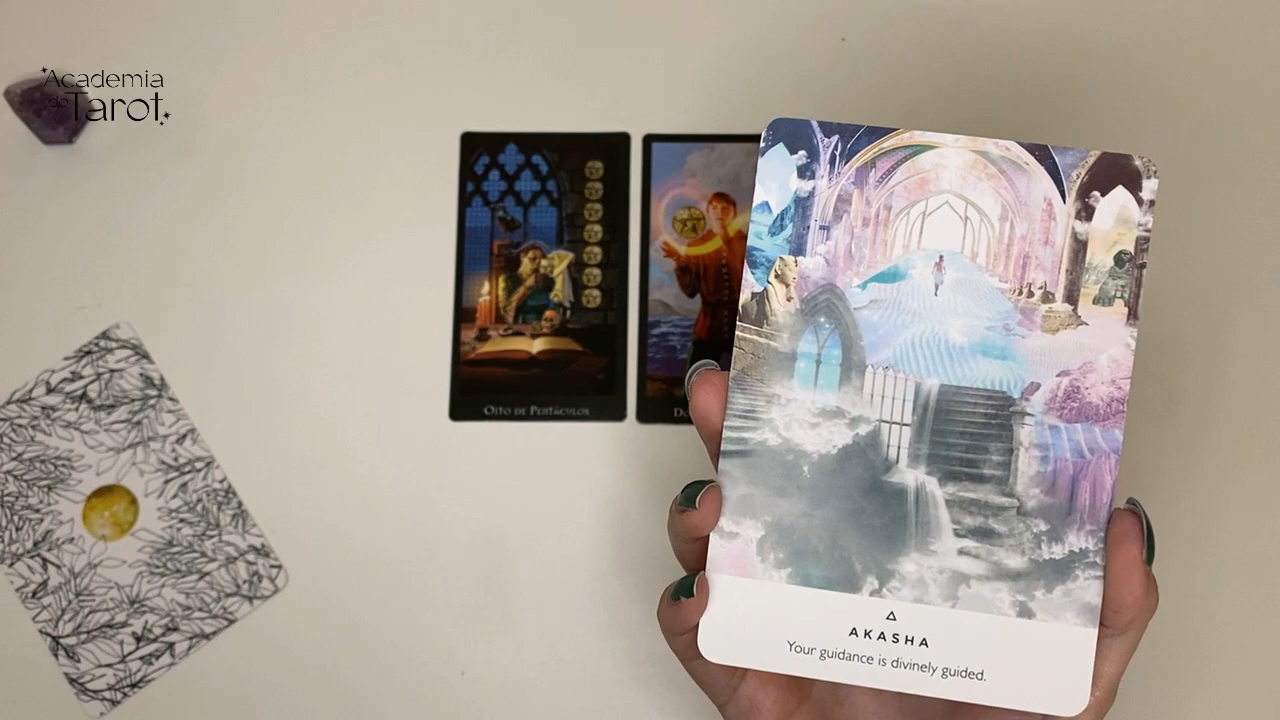 Academia
do Tarot
OITO DE PENTÁCULOS
AKASHA
Your guidance is divinely guided.